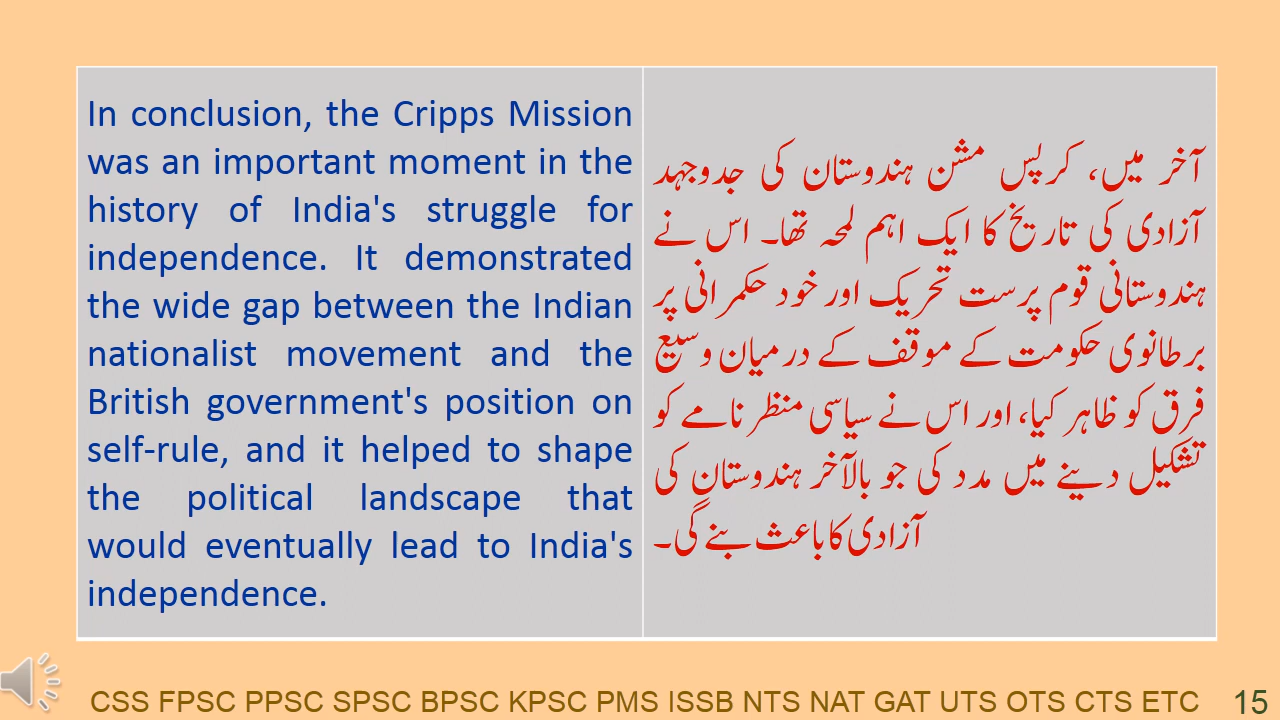 In conclusion, the Cripps Mission
was an important moment in the
history of India's struggle for
independence. It demonstrated
the wide gap between the Indian
nationalist movement and the
British government's position on
self-rule, and it helped to shape
the political landscape that
would eventually lead to India's
independence.
آخر میں، کرپس مشن ہندوستان کی جدوجہد
آزادی کی تاریخ کا ایک اہم لمحہ تھا۔ اس نے
ہندوستانی قوم پرست تحریک اور خود حکمرانی پر
برطانوی حکومت کے موقف کے درمیان وسیع
فرق کو ظاہر کیا، اور اس نے سیاسی منظر نامے کو
تشکیل دینے میں مدد کی جو بالآخر ہندوستان کی
آزادی کا باعث بنے گی۔
CSS FPSC PPSC SPSC BPSC KPSC PMS ISSB NTS NAT GAT UTS OTS CTS ETC
15